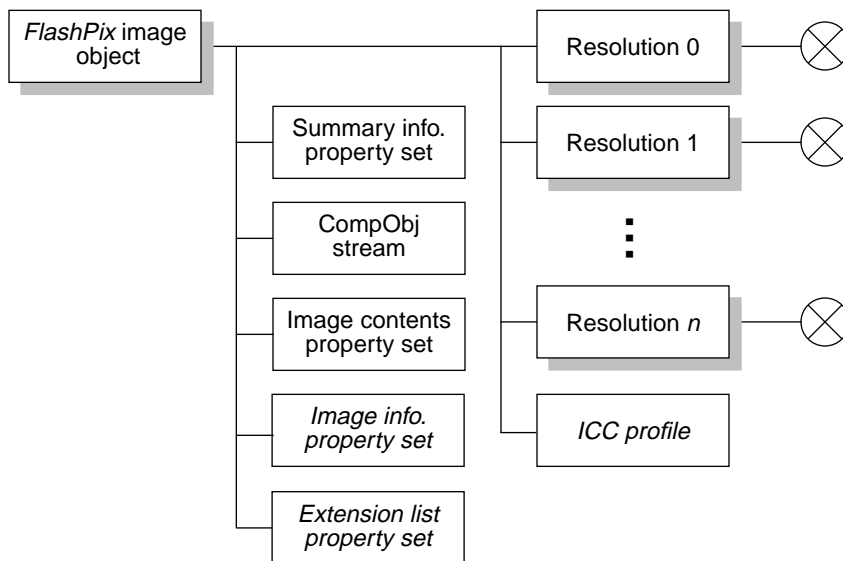 FlashPix image
object
Resolution 0
Summary info.
property set
Resolution 1
CompObj
stream
Image contents
property set
Resolution n
Image info.
property set
ICC profile
Extension list
property set